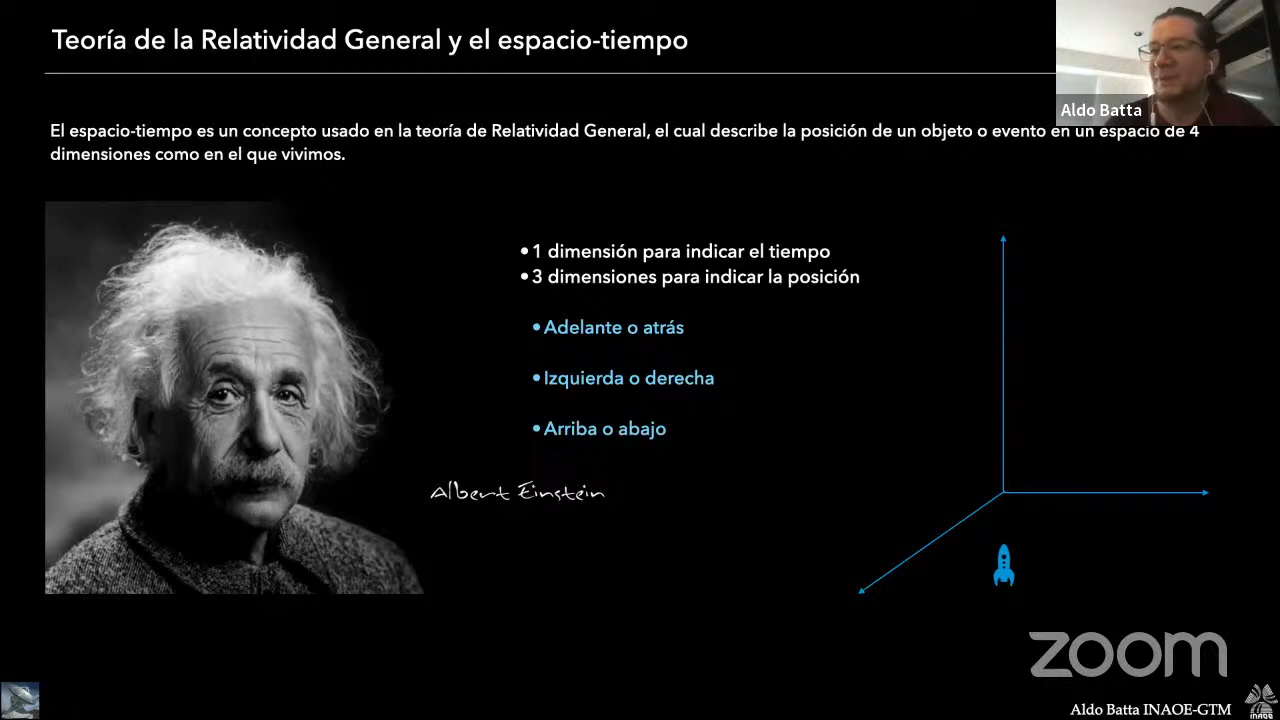 Teoría de la Relatividad General y el espacio-tiempo
Aldo Batta
El espacio-tiempo es un concepto usado en la teoría de Relatividad General, el cual describe la posición de un objeto o evento en un espacio de 4
dimensiones como en el que vivimos.
• 1 dimensión para indicar el tiempo
• 3 dimensiones para indicar la posición
• Adelante o atrás
• Izquierda o derecha
• Arriba o abajo
Albert Einstein
zoom
Aldo Batta INAOE-GTM
INAOE